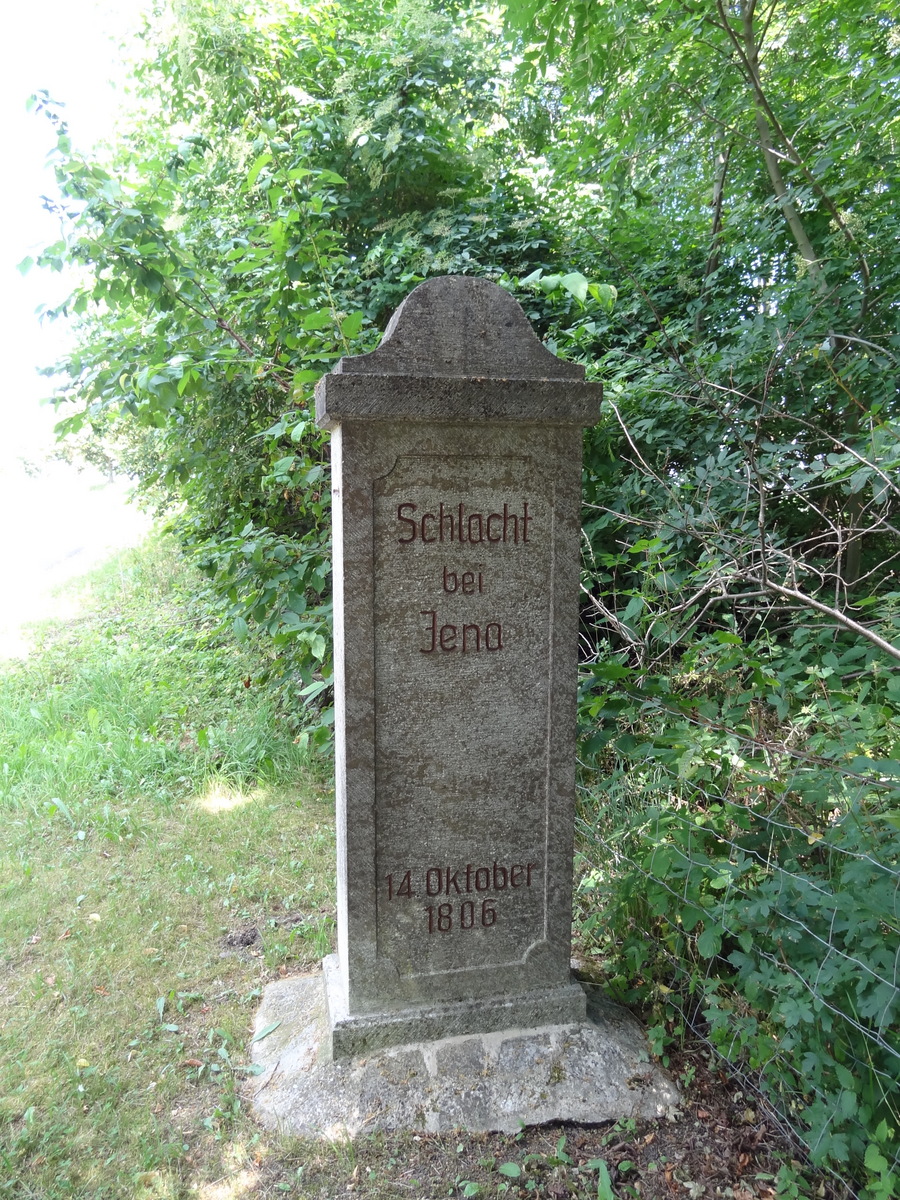 Schlacht
bei
Jena
14. Oktober
1806